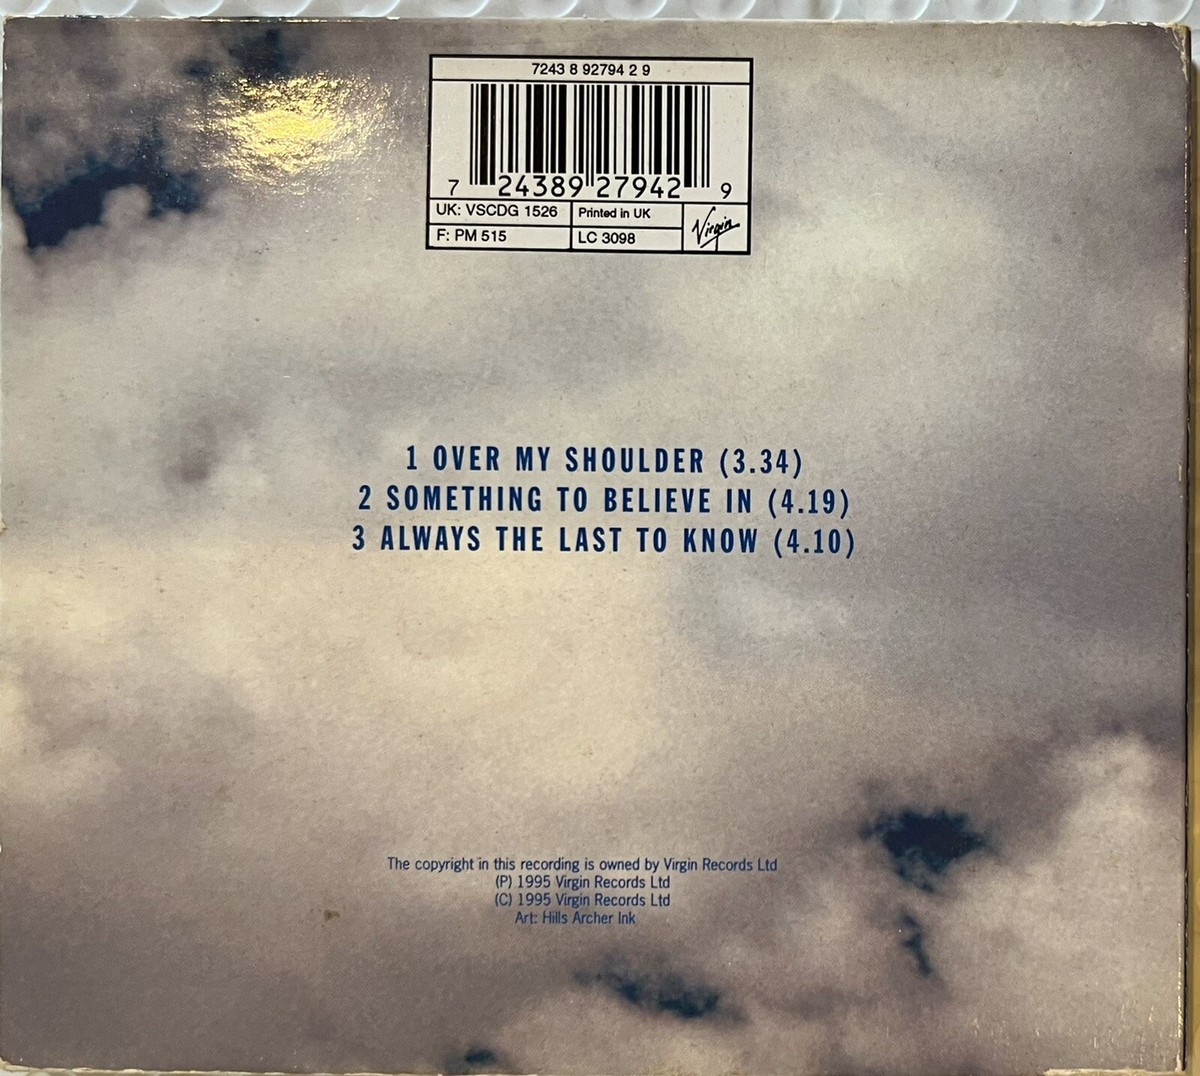 7243 8 92794 2 9
7 24389 27942 9
UK: VSCDG 1526
Printed in UK
F: PM 515
LC 3098
Virgin
1 OVER MY SHOULDER (3.34)
2 SOMETHING TO BELIEVE IN (4.19)
3 ALWAYS THE LAST TO KNOW (4.10)
The copyright in this recording is owned by Virgin Records Ltd
(P) 1995 Virgin Records Ltd
(C) 1995 Virgin Records Ltd
Art: Hills Archer Ink